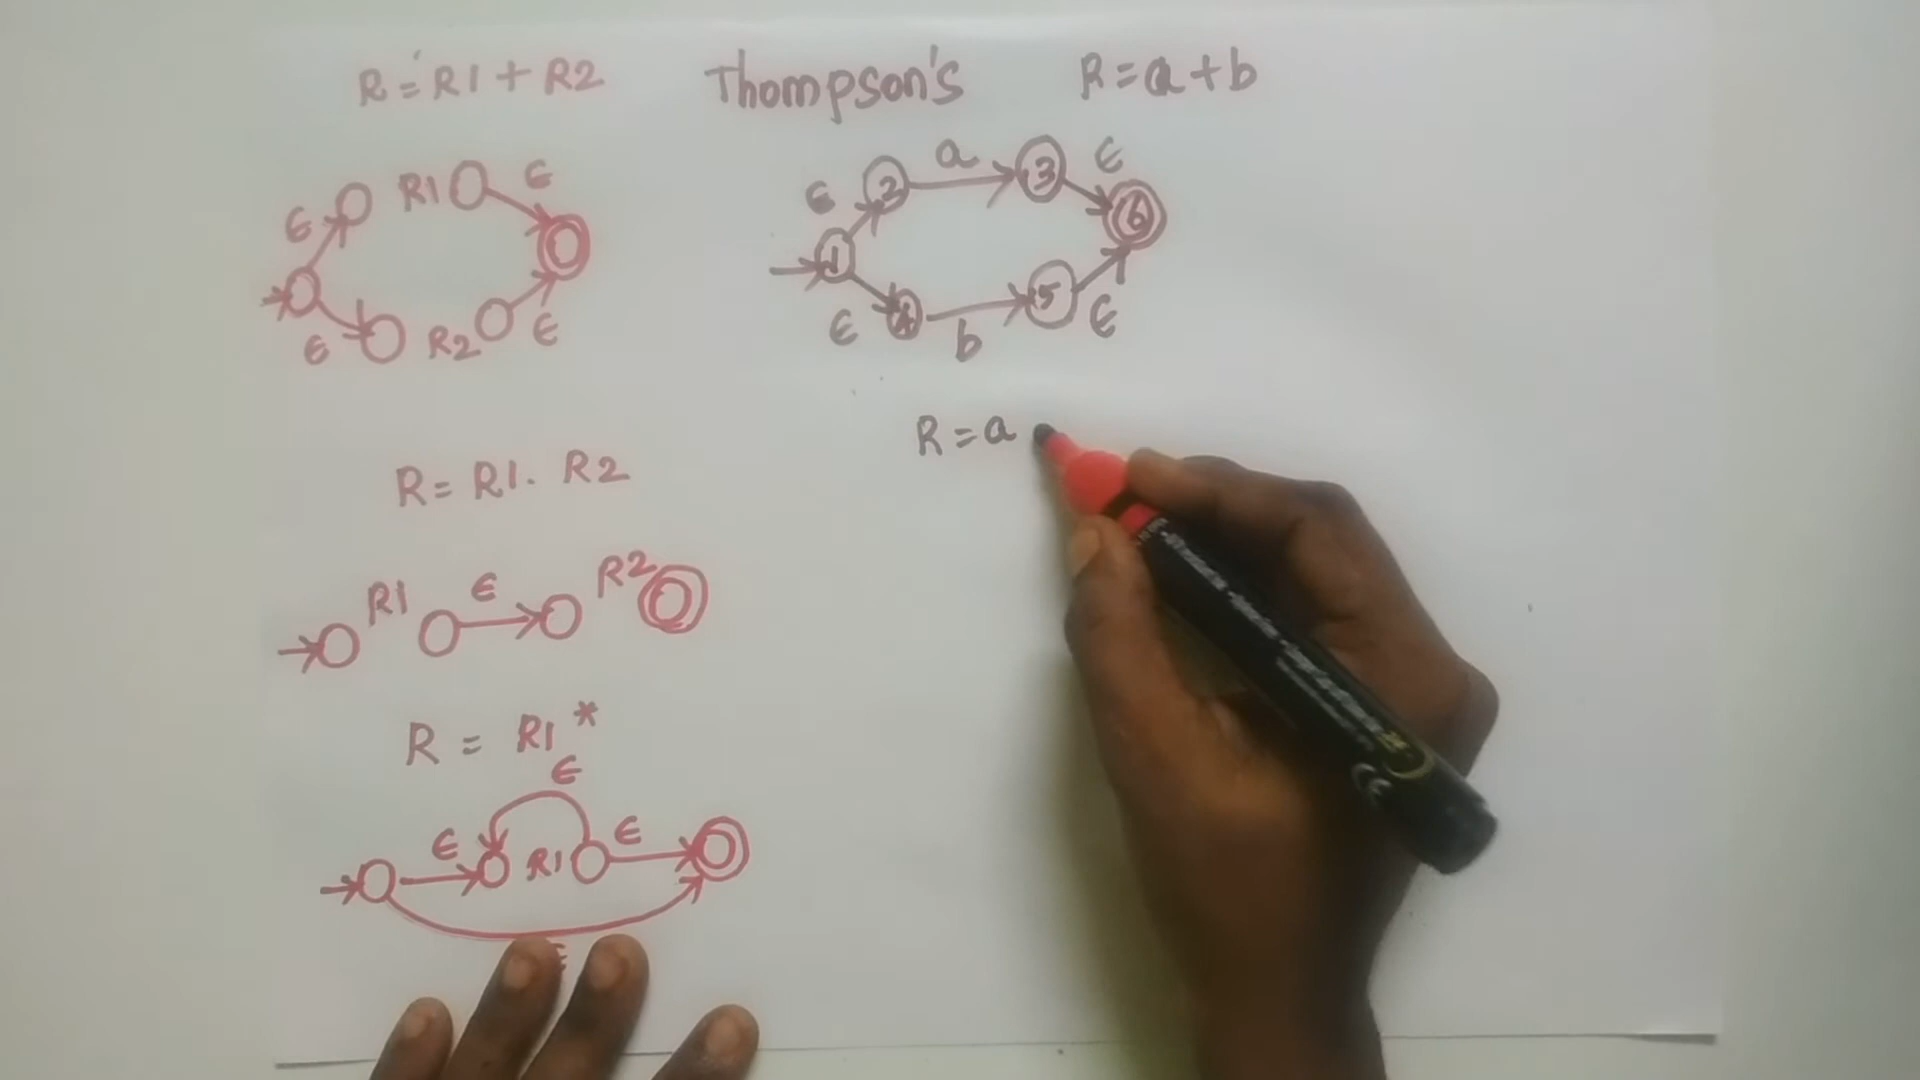 R = R1 + R2
Thompson's
R = a + b
ϵ R1 ϵ
ϵ R2 ϵ
ϵ 2 a 3 ϵ
1 6
ϵ 4 b 5 ϵ
R = a
R = R1 . R2
R1 ϵ R2
R = R1*
ϵ
ϵ R1 ϵ
ϵ